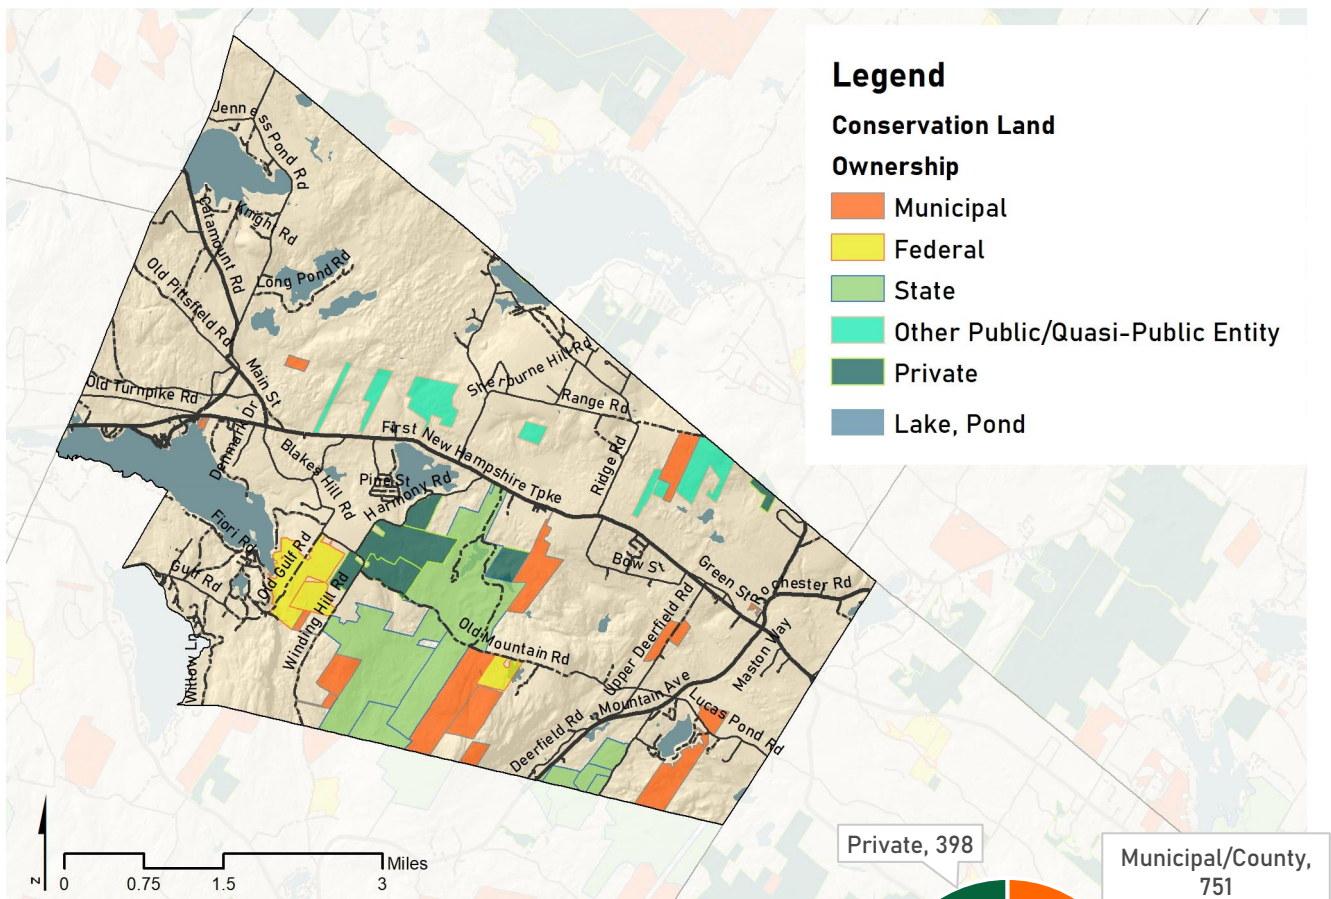 Legend
Conservation Land
Ownership
Municipal
Federal
State
Other Public/Quasi-Public Entity
Private
Lake, Pond
Jenness Pond Rd
Catamount Rd
Knight Rd
Long Pond Rd
Old Pittsfield Rd
Main St
Old Turnpike Rd
Denmark Dr
Sherburne Hill Rd
Range Rd
First New Hampshire Tpke
Blakes Hill Rd
Pine St
Harmony Rd
Ridge Rd
Fiori Rd
Gulf Rd
Old Gulf Rd
Winding Hill Rd
Bow St
Green St
Rochester Rd
Old Mountain Rd
Upper Deerfield Rd
Maston Way
Willow Ln
Mountain Ave
Lucas Pond Rd
Deerfield Rd
N
0 0.75 1.5 3 Miles
Private, 398
Municipal/County,
751